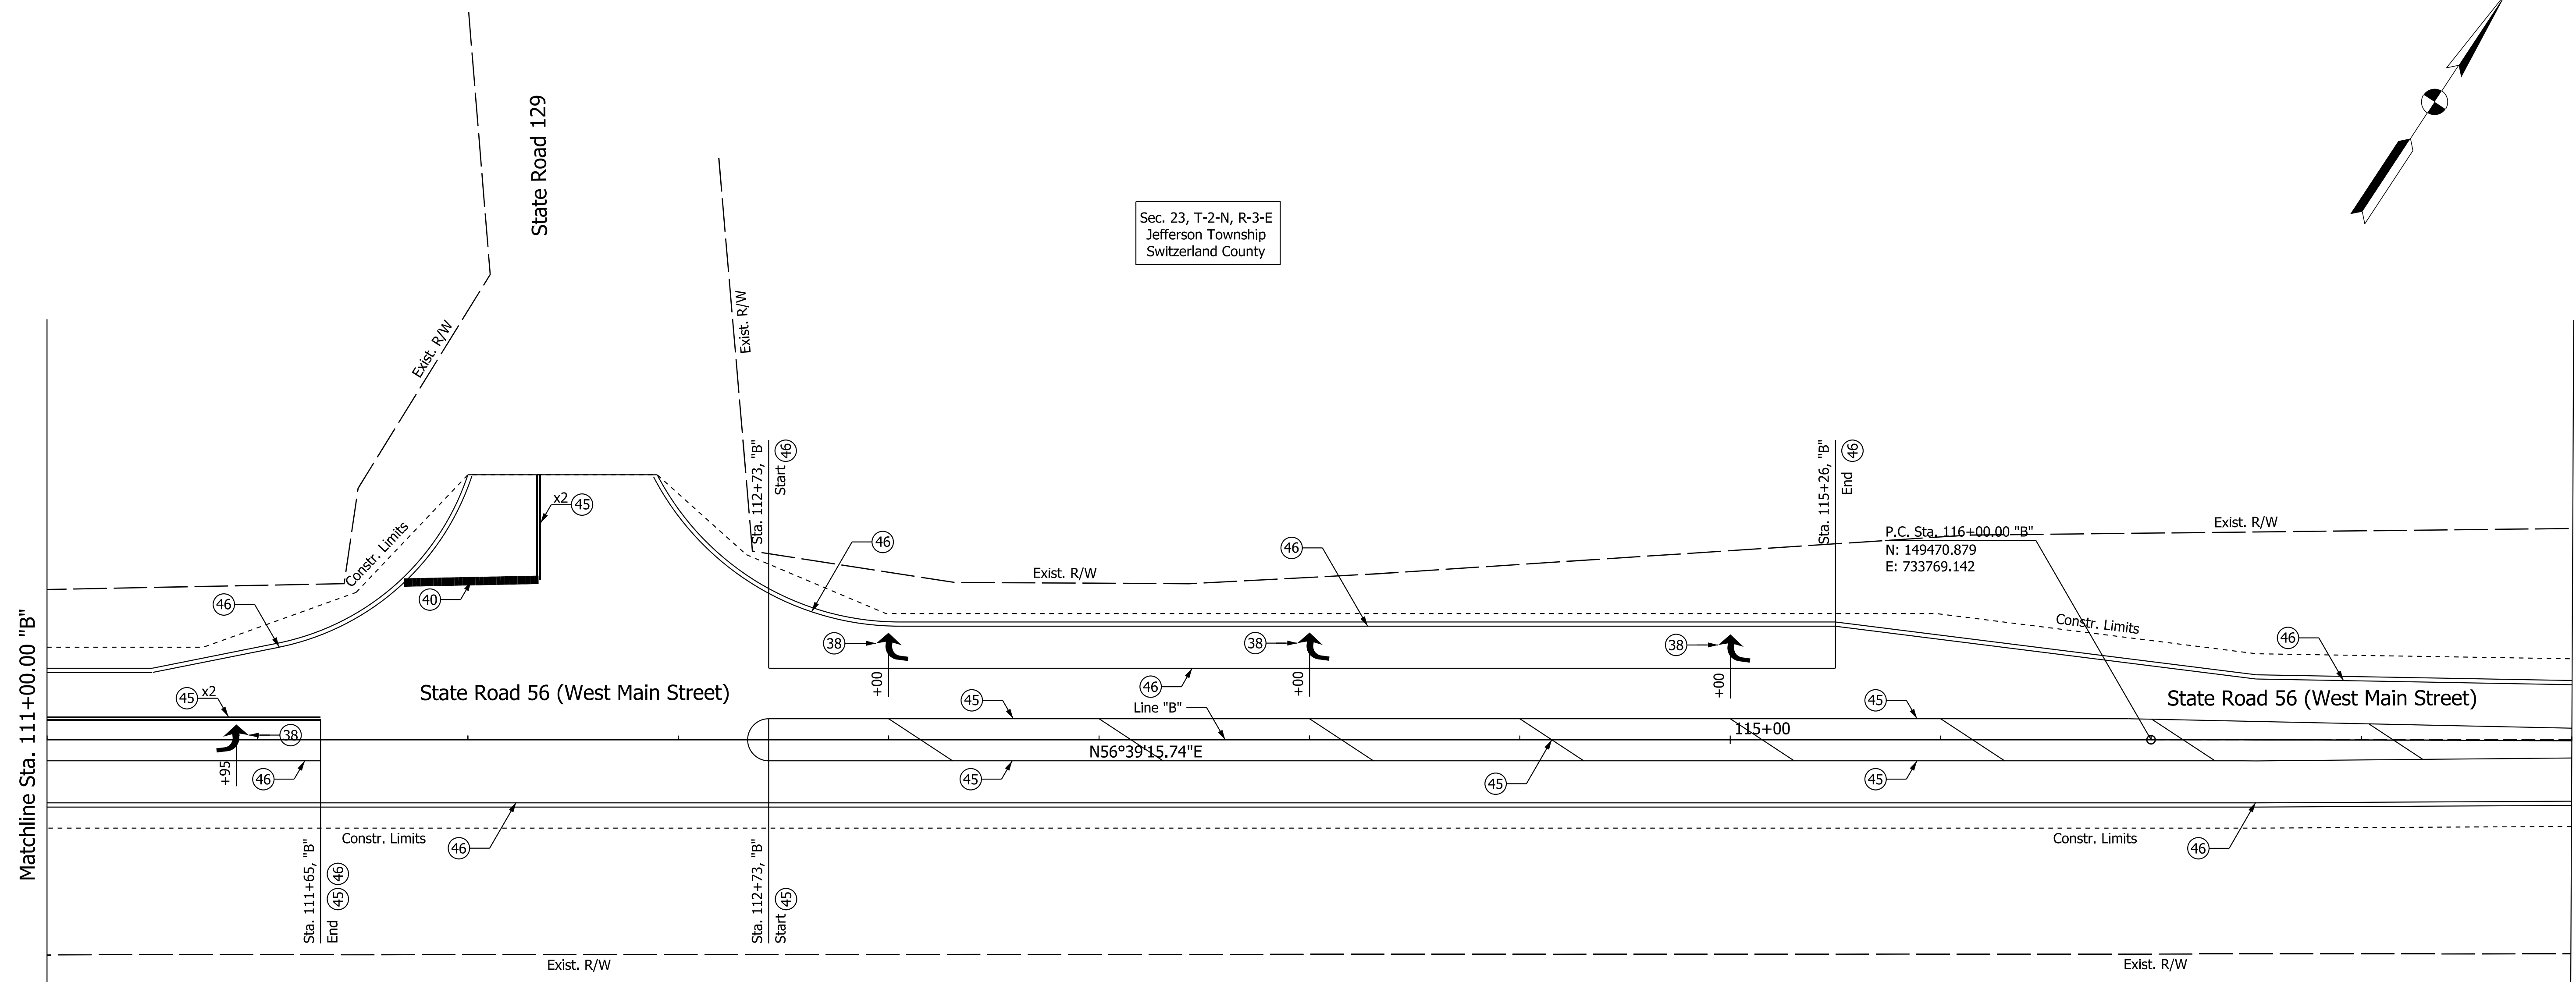 State Road 129
Sec. 23, T-2-N, R-3-E
Jefferson Township
Switzerland County
Exist. R/W
Exist. R/W
Sta. 112+73, "B"
Start 46
Sta. 115+26, "B"
End 46
x2 45
Constr. Limits
46
40
46
46
Exist. R/W
P.C. Sta. 116+00.00 "B"
N: 149470.879
E: 733769.142
Exist. R/W
Constr. Limits
46
38
+00
38
+00
38
+00
Matchline Sta. 111+00.00 "B"
45 x2
State Road 56 (West Main Street)
46
45
Line "B"
45
State Road 56 (West Main Street)
38
+95
46
115+00
N56°39'15.74"E
45
45
45
Constr. Limits
46
Constr. Limits
46
Sta. 111+65, "B"
End 45 46
Sta. 112+73, "B"
Start 45
Exist. R/W
Exist. R/W